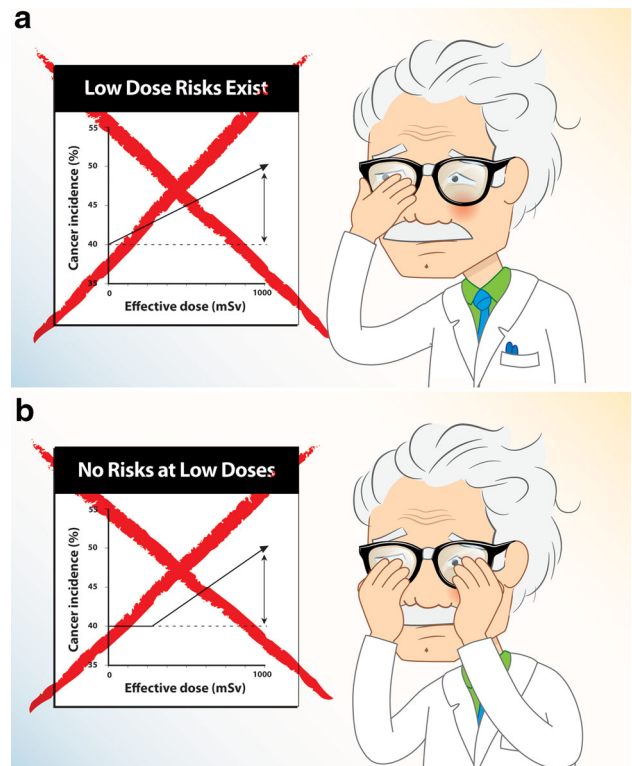 a
Low Dose Risks Exist
55
50
45
40
35
Cancer incidence (%)
0
1000
Effective dose (mSv)
b
No Risks at Low Doses
55
50
45
40
35
Cancer incidence (%)
0
1000
Effective dose (mSv)